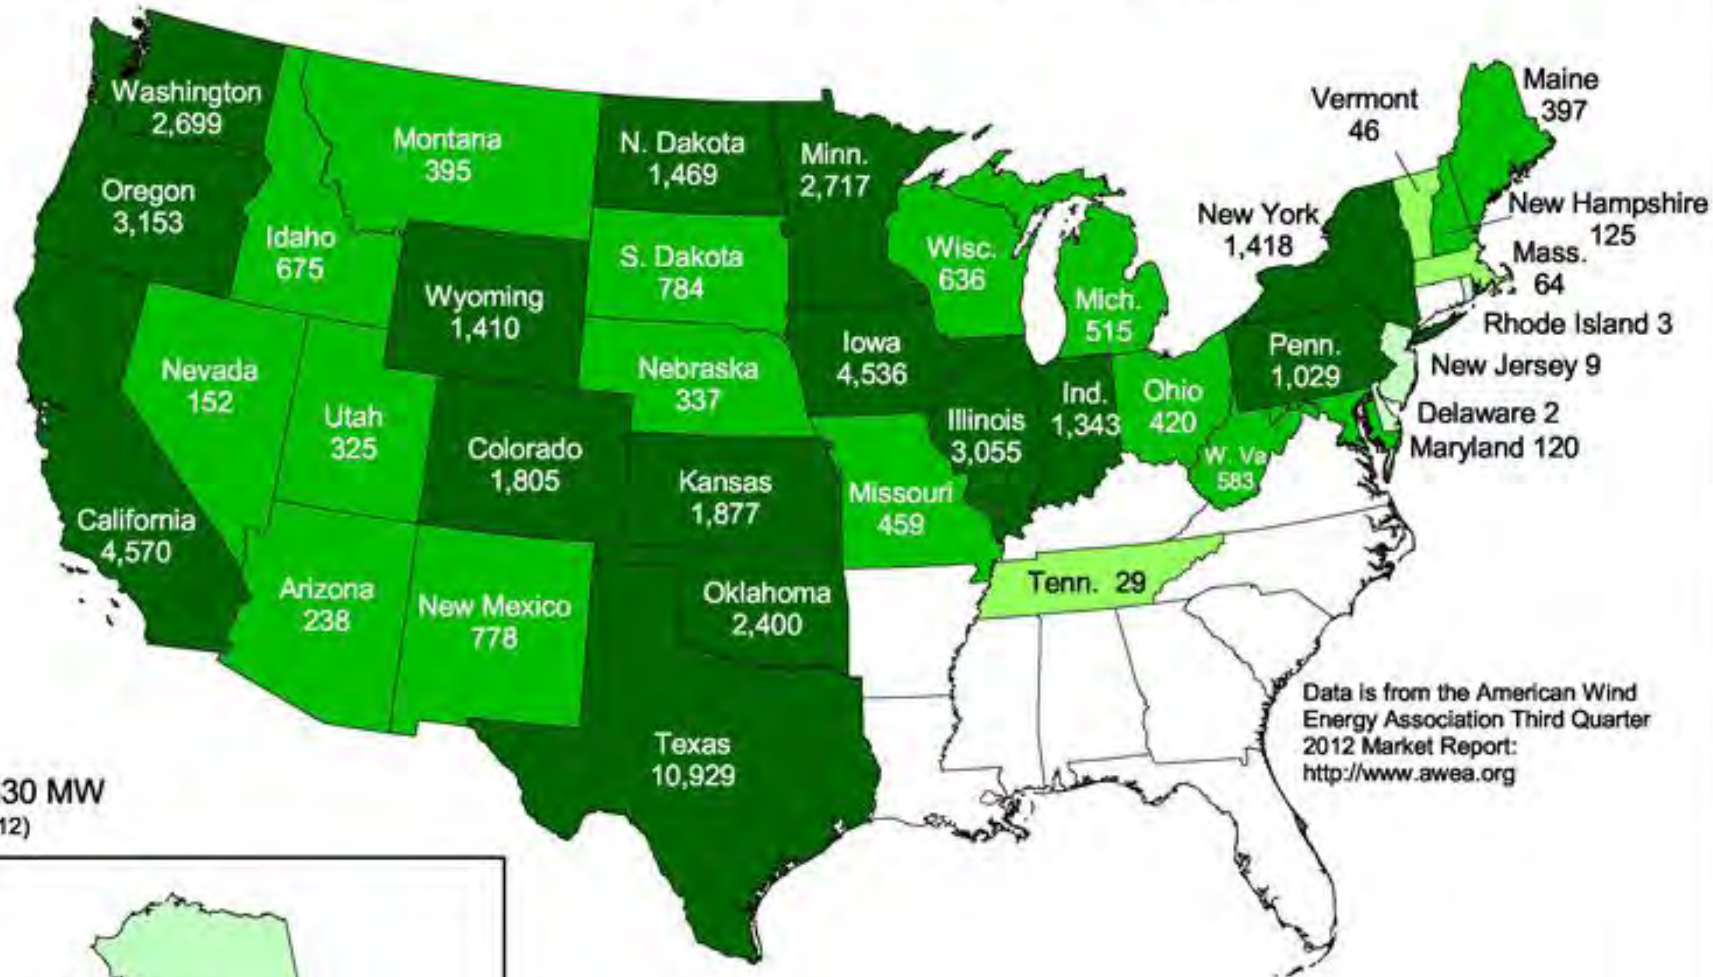 Washington
2,699
Oregon
3,153
California
4,570
Nevada
152
Idaho
675
Montana
395
Wyoming
1,410
Utah
325
Colorado
1,805
Arizona
238
New Mexico
778
N. Dakota
1,469
S. Dakota
784
Nebraska
337
Kansas
1,877
Oklahoma
2,400
Texas
10,929
Minn.
2,717
Iowa
4,536
Missouri
459
Wisc.
636
Illinois
3,055
Mich.
515
Ind.
1,343
Ohio
420
W. Va
583
Tenn. 29
Penn.
1,029
New York
1,418
Vermont
46
Maine
397
New Hampshire
125
Mass.
64
Rhode Island 3
New Jersey 9
Delaware 2
Maryland 120
Data is from the American Wind
Energy Association Third Quarter
2012 Market Report:
http://www.awea.org
30 MW
12)